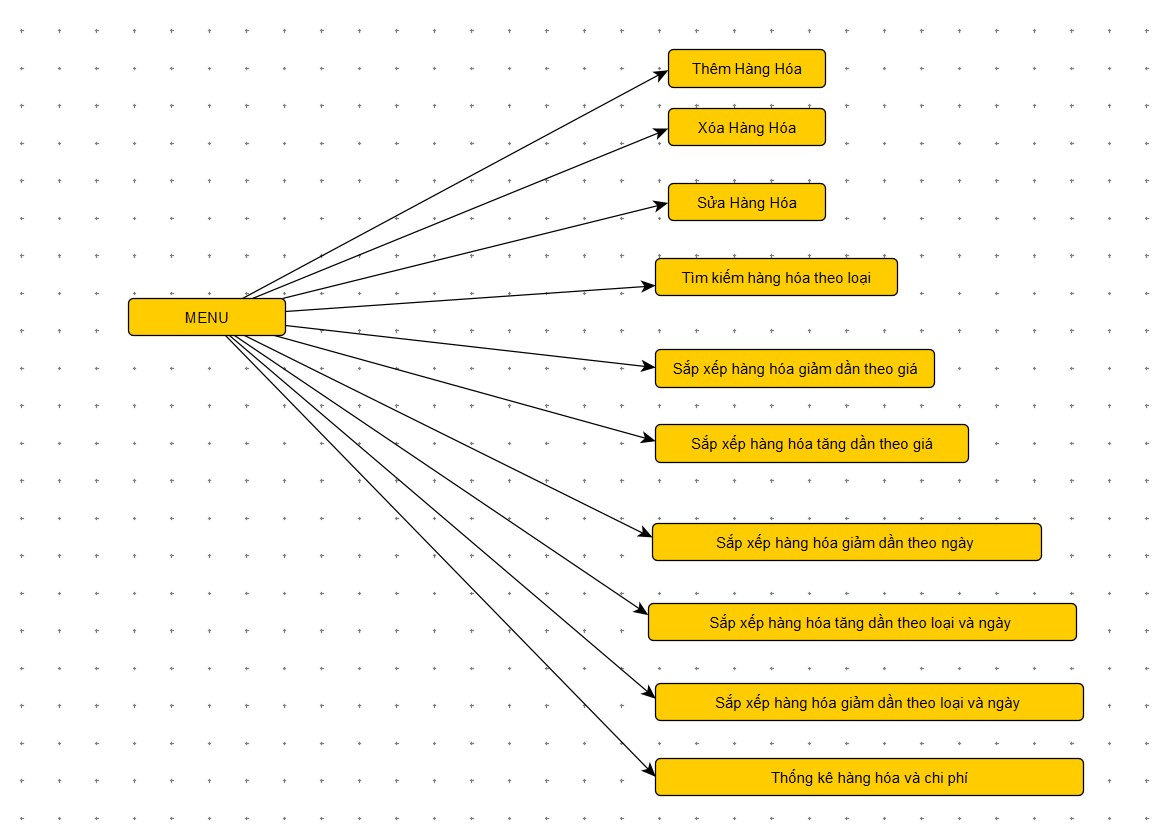 Thêm Hàng Hóa
Xóa Hàng Hóa
Sửa Hàng Hóa
Tìm kiếm hàng hóa theo loại
MENU
Sắp xếp hàng hóa giảm dần theo giá
Sắp xếp hàng hóa tăng dần theo giá
Sắp xếp hàng hóa giảm dần theo ngày
Sắp xếp hàng hóa tăng dần theo loại và ngày
Sắp xếp hàng hóa giảm dần theo loại và ngày
Thống kê hàng hóa và chi phí